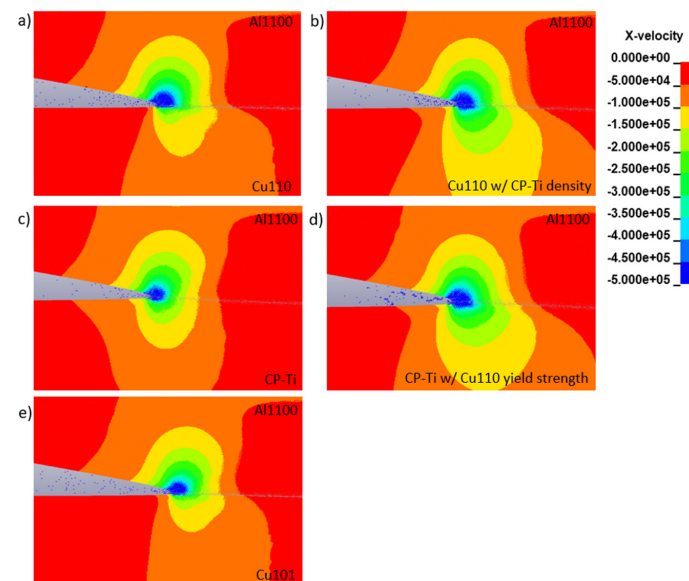 a)
Al1100
Cu110
b)
Al1100
Cu110 w/ CP-Ti density
X-velocity
0.000e+00
-5.000e+04
-1.000e+05
-1.500e+05
-2.000e+05
-2.500e+05
-3.000e+05
-3.500e+05
-4.000e+05
-4.500e+05
-5.000e+05
c)
Al1100
CP-Ti
d)
Al1100
CP-Ti w/ Cu110 yield strength
e)
Al1100
Cu101